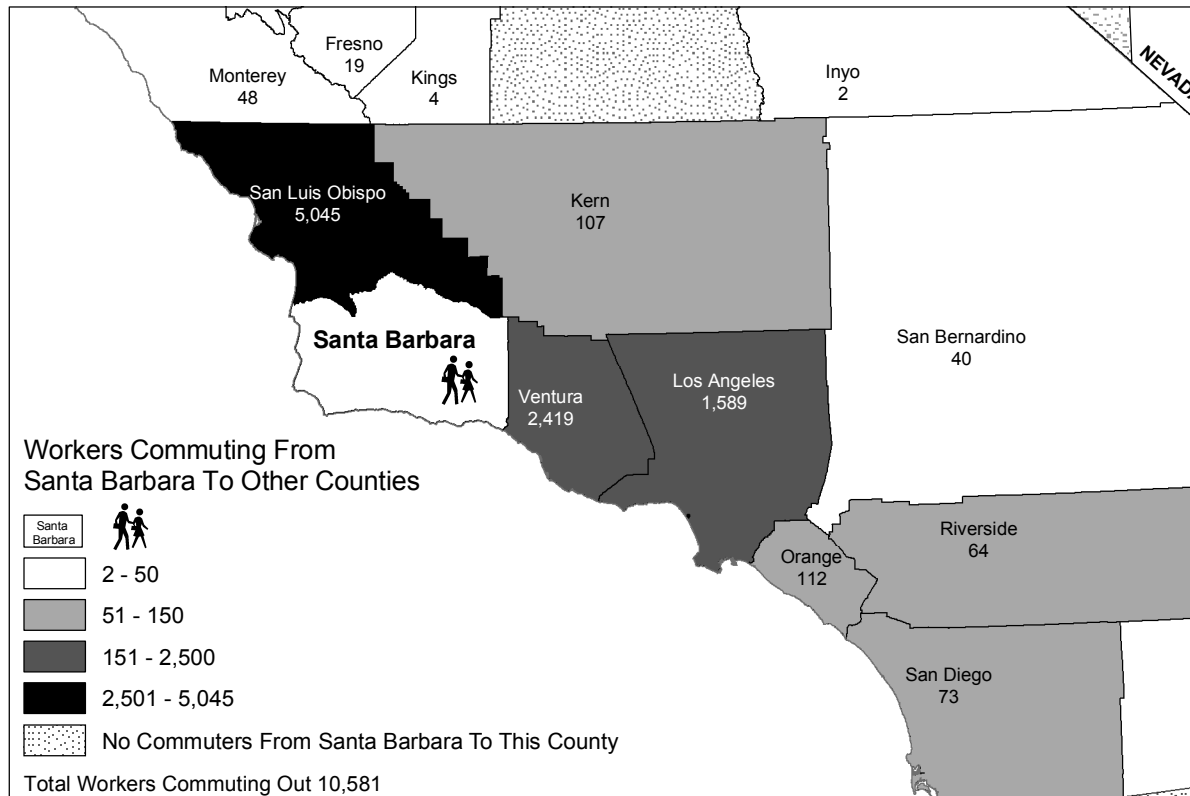 Fresno
19
Monterey
48
Kings
4
Inyo
2
NEVADA
San Luis Obispo
5,045
Kern
107
San Bernardino
40
Santa Barbara
Ventura
2,419
Los Angeles
1,589
Riverside
64
Orange
112
San Diego
73
Workers Commuting From
Santa Barbara To Other Counties
Santa
Barbara
2 - 50
51 - 150
151 - 2,500
2,501 - 5,045
No Commuters From Santa Barbara To This County
Total Workers Commuting Out 10,581